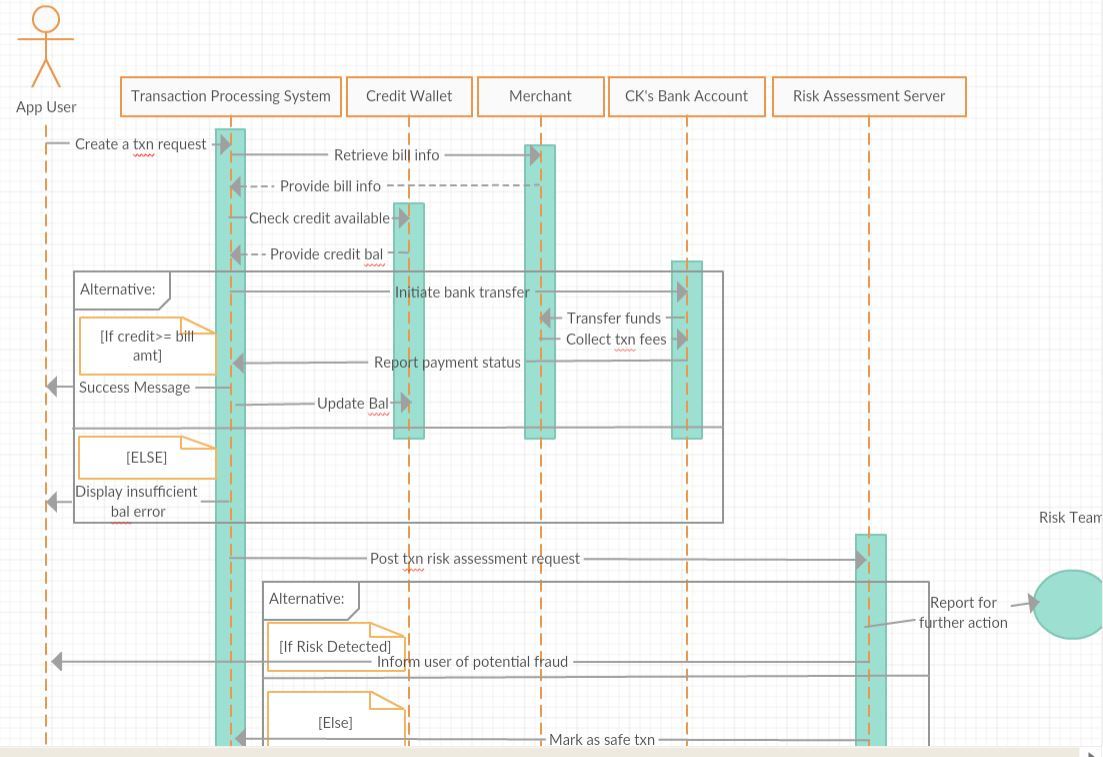 App User
Transaction Processing System
Credit Wallet
Merchant
CK's Bank Account
Risk Assessment Server
Create a txn request
Retrieve bill info
Provide bill info
Check credit available
Provide credit bal
Alternative:
Initiate bank transfer
[If credit>= bill
amt]
Transfer funds
Collect txn fees
Report payment status
Success Message
Update Bal
[ELSE]
Display insufficient
bal error
Risk Team
Post txn risk assessment request
Alternative:
Report for
further action
[If Risk Detected]
Inform user of potential fraud
[Else]
Mark as safe txn